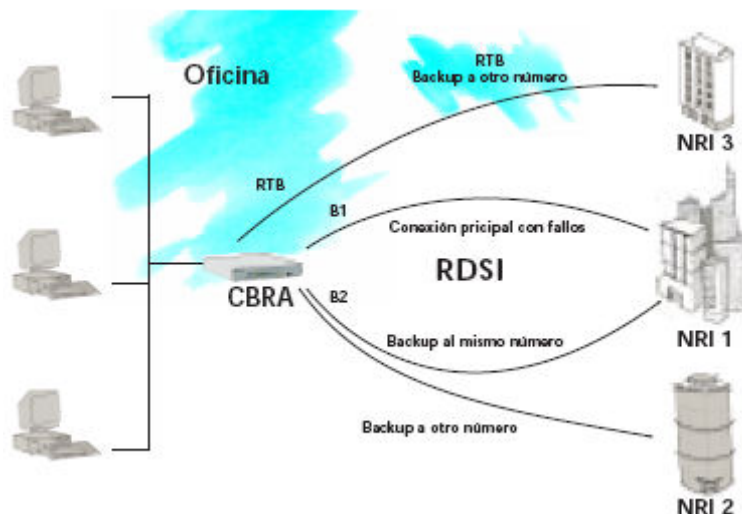 Oficina
RTB
Backup a otro número
NRI 3
RTB
B1
Conexión pricipal con fallos
RDSI
CBRA
B2
NRI 1
Backup al mismo número
Backup a otro número
NRI 2